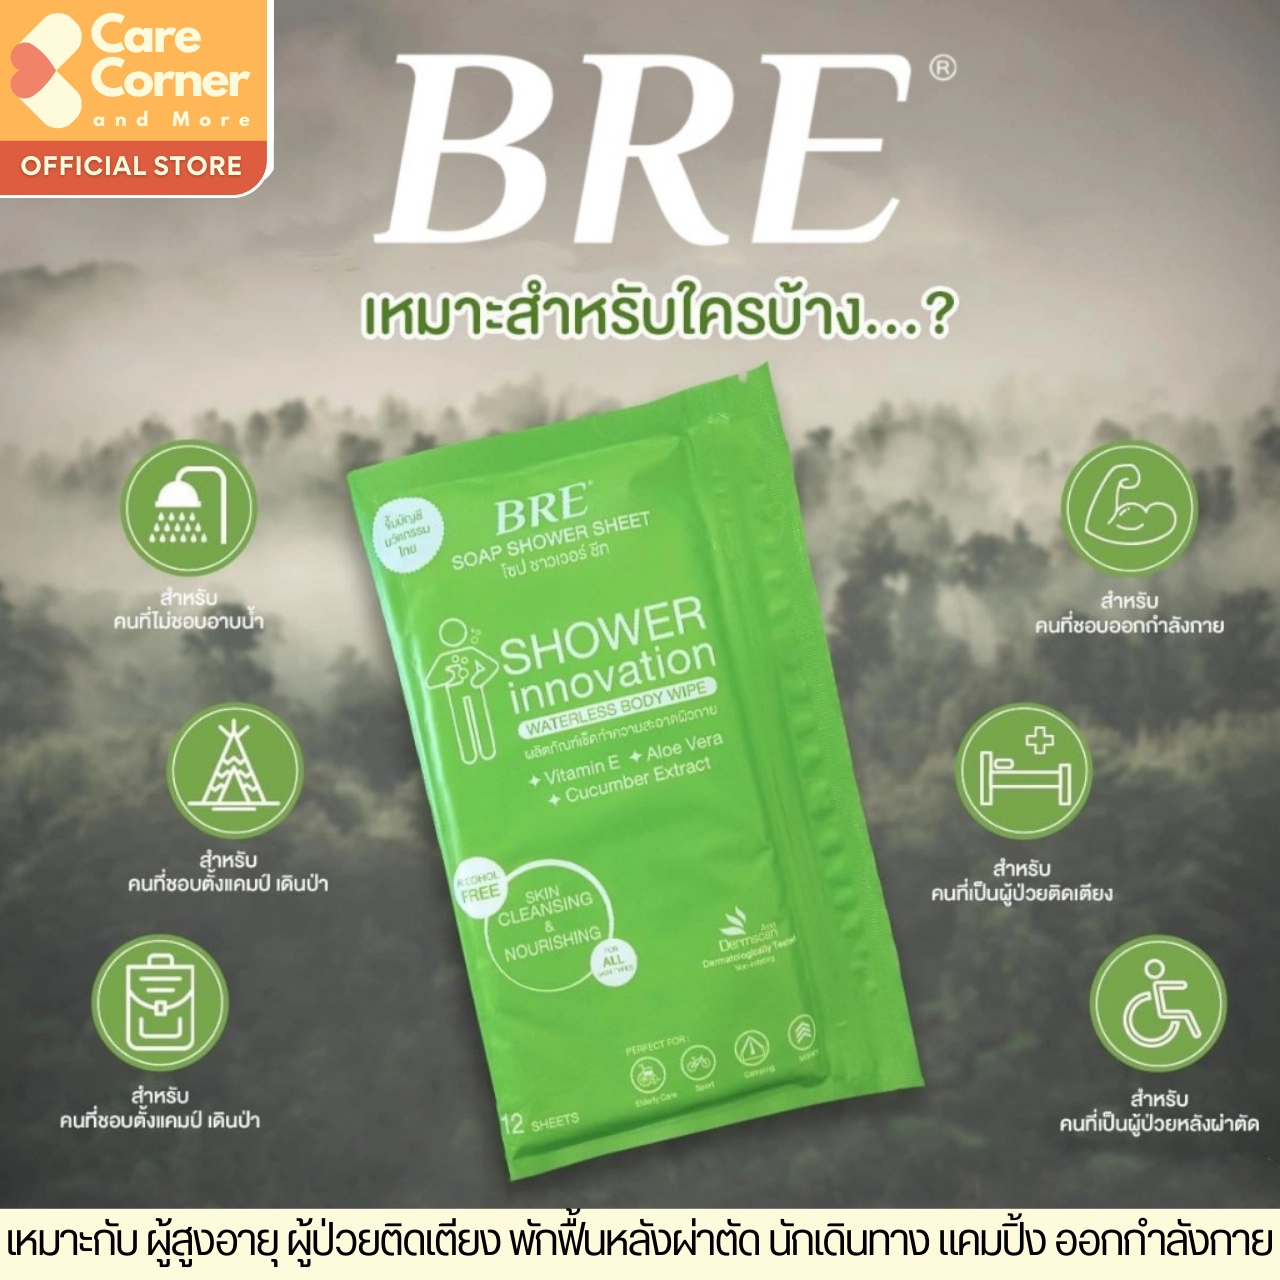 Care
Corner
and More
OFFICIAL STORE
BRE®
เหมาะสำหรับใครบ้าง...?
สำหรับ
คนที่ไม่ชอบอาบน้ำ
สำหรับ
คนที่ชอบตั้งแคมป์ เดินป่า
สำหรับ
คนที่ชอบตั้งแคมป์ เดินป่า
ขึ้นบัญชี
นวัตกรรม
ไทย
BRE
SOAP SHOWER SHEET
โซป ชาวเวอร์ ชีท
SHOWER
innovation
WATERLESS BODY WIPE
ผลิตภัณฑ์เช็ดทำความสะอาดผิวกาย
Vitamin E Aloe Vera
Cucumber Extract
ALCOHOL
FREE
SKIN
CLEANSING
&
NOURISHING
FOR
ALL
SKIN TYPES
Dermscan
Dermatologically Tested
Non-irritating
PERFECT FOR :
Elderly Care
Sport
Camping
12 SHEETS
สำหรับ
คนที่ชอบออกกำลังกาย
สำหรับ
คนที่เป็นผู้ป่วยติดเตียง
สำหรับ
คนที่เป็นผู้ป่วยหลังผ่าตัด
เหมาะกับ ผู้สูงอายุ ผู้ป่วยติดเตียง พักฟื้นหลังผ่าตัด นักเดินทาง แคมปิ้ง ออกกำลังกาย